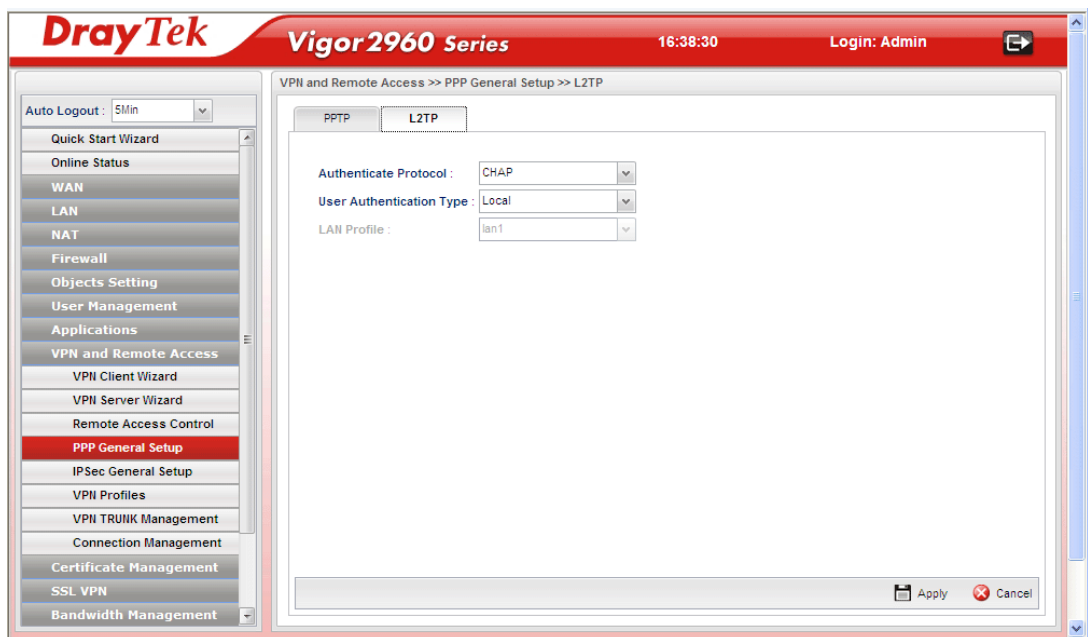 DrayTek
Vigor2960 Series
16:38:30
Login: Admin
Auto Logout : 5Min
Quick Start Wizard
Online Status
WAN
LAN
NAT
Firewall
Objects Setting
User Management
Applications
VPN and Remote Access
VPN Client Wizard
VPN Server Wizard
Remote Access Control
PPP General Setup
IPSec General Setup
VPN Profiles
VPN TRUNK Management
Connection Management
Certificate Management
SSL VPN
Bandwidth Management
VPN and Remote Access >> PPP General Setup >> L2TP
PPTP
L2TP
Authenticate Protocol : CHAP
User Authentication Type : Local
LAN Profile : lan1
Apply
Cancel